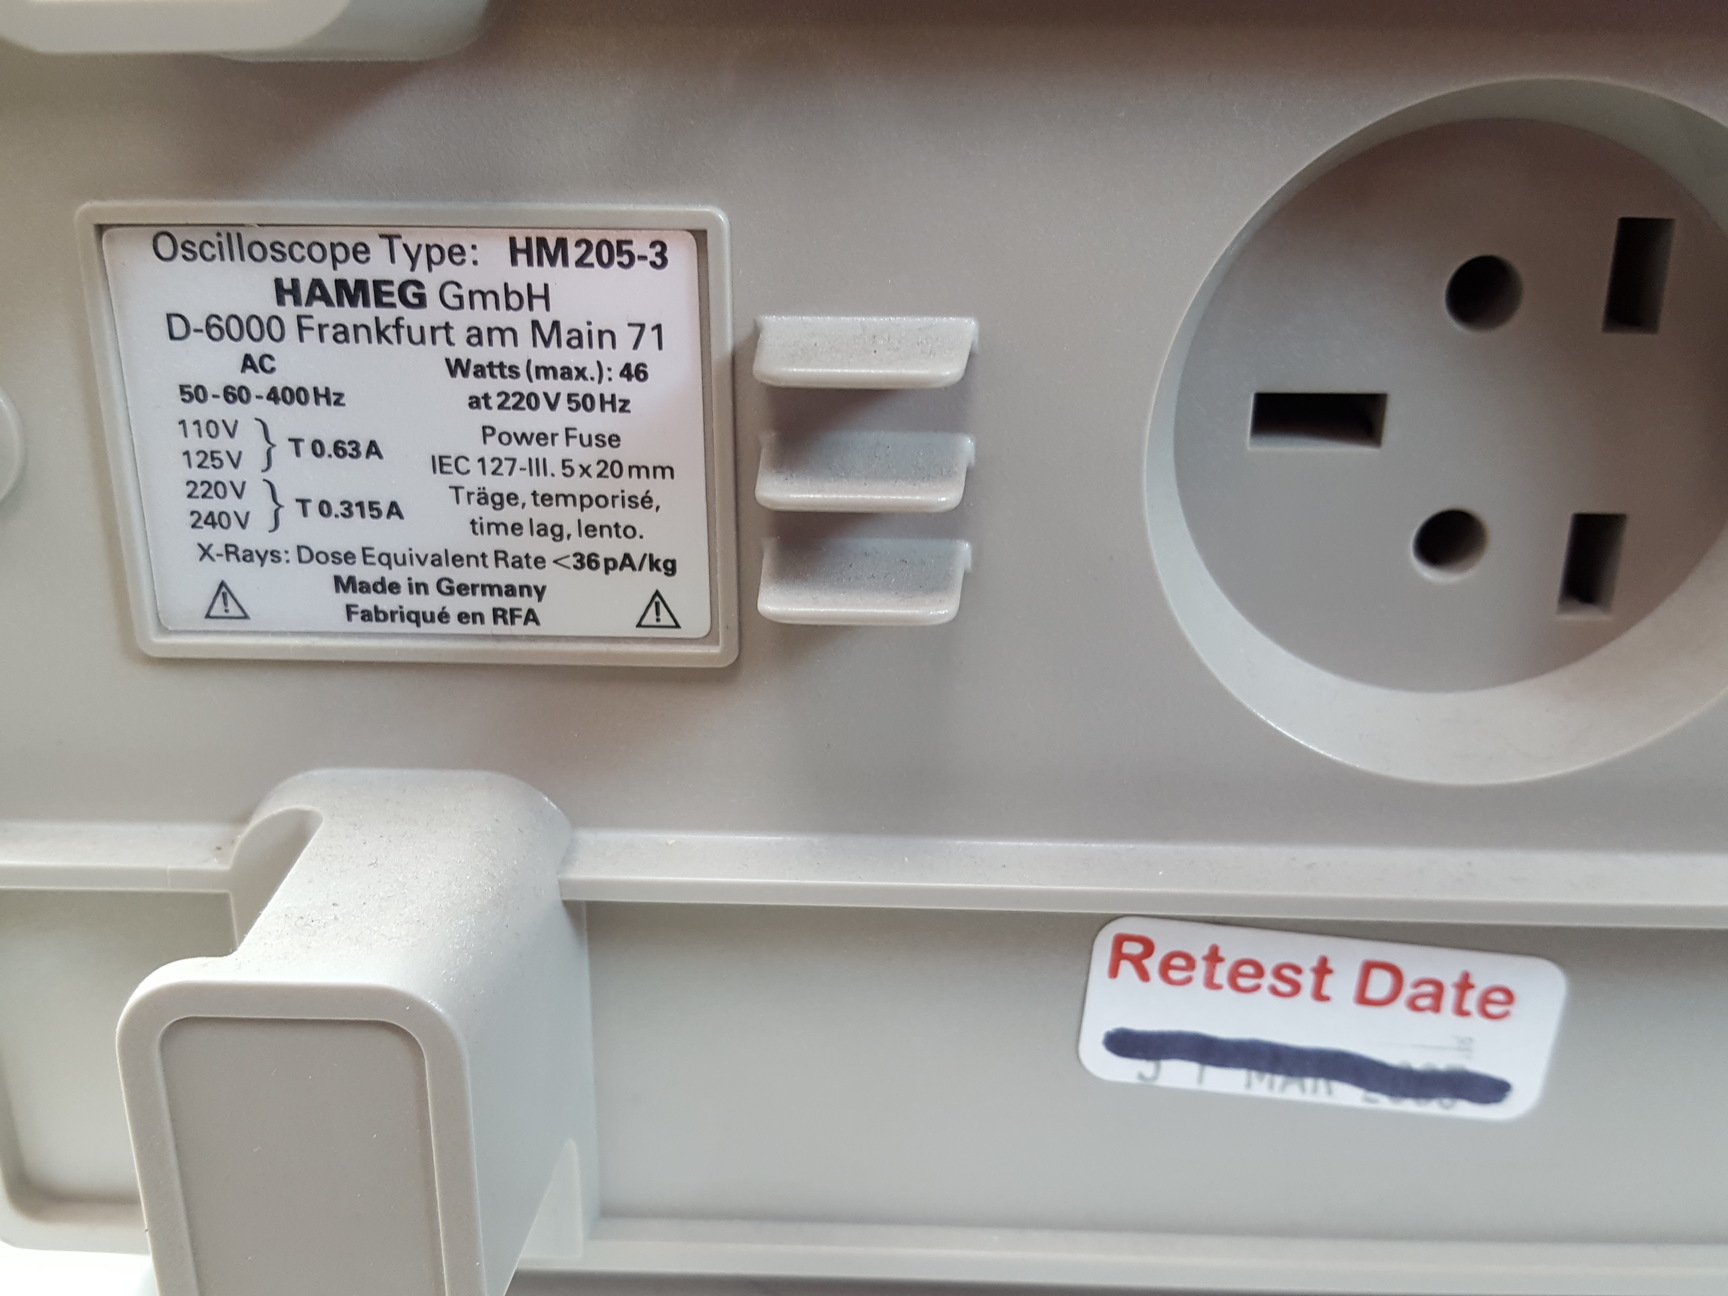 Oscilloscope Type: HM205-3
HAMEG GmbH
D-6000 Frankfurt am Main 71
AC
50-60-400Hz
110V
125V
T 0.63A
220V
240V
T 0.315A
Watts (max.): 46
at 220V 50Hz
Power Fuse
IEC 127-III. 5x20mm
Träge, temporisé,
time lag, lento.
X-Rays: Dose Equivalent Rate <36pA/kg
Made in Germany
Fabriqué en RFA
Retest Date
MAR